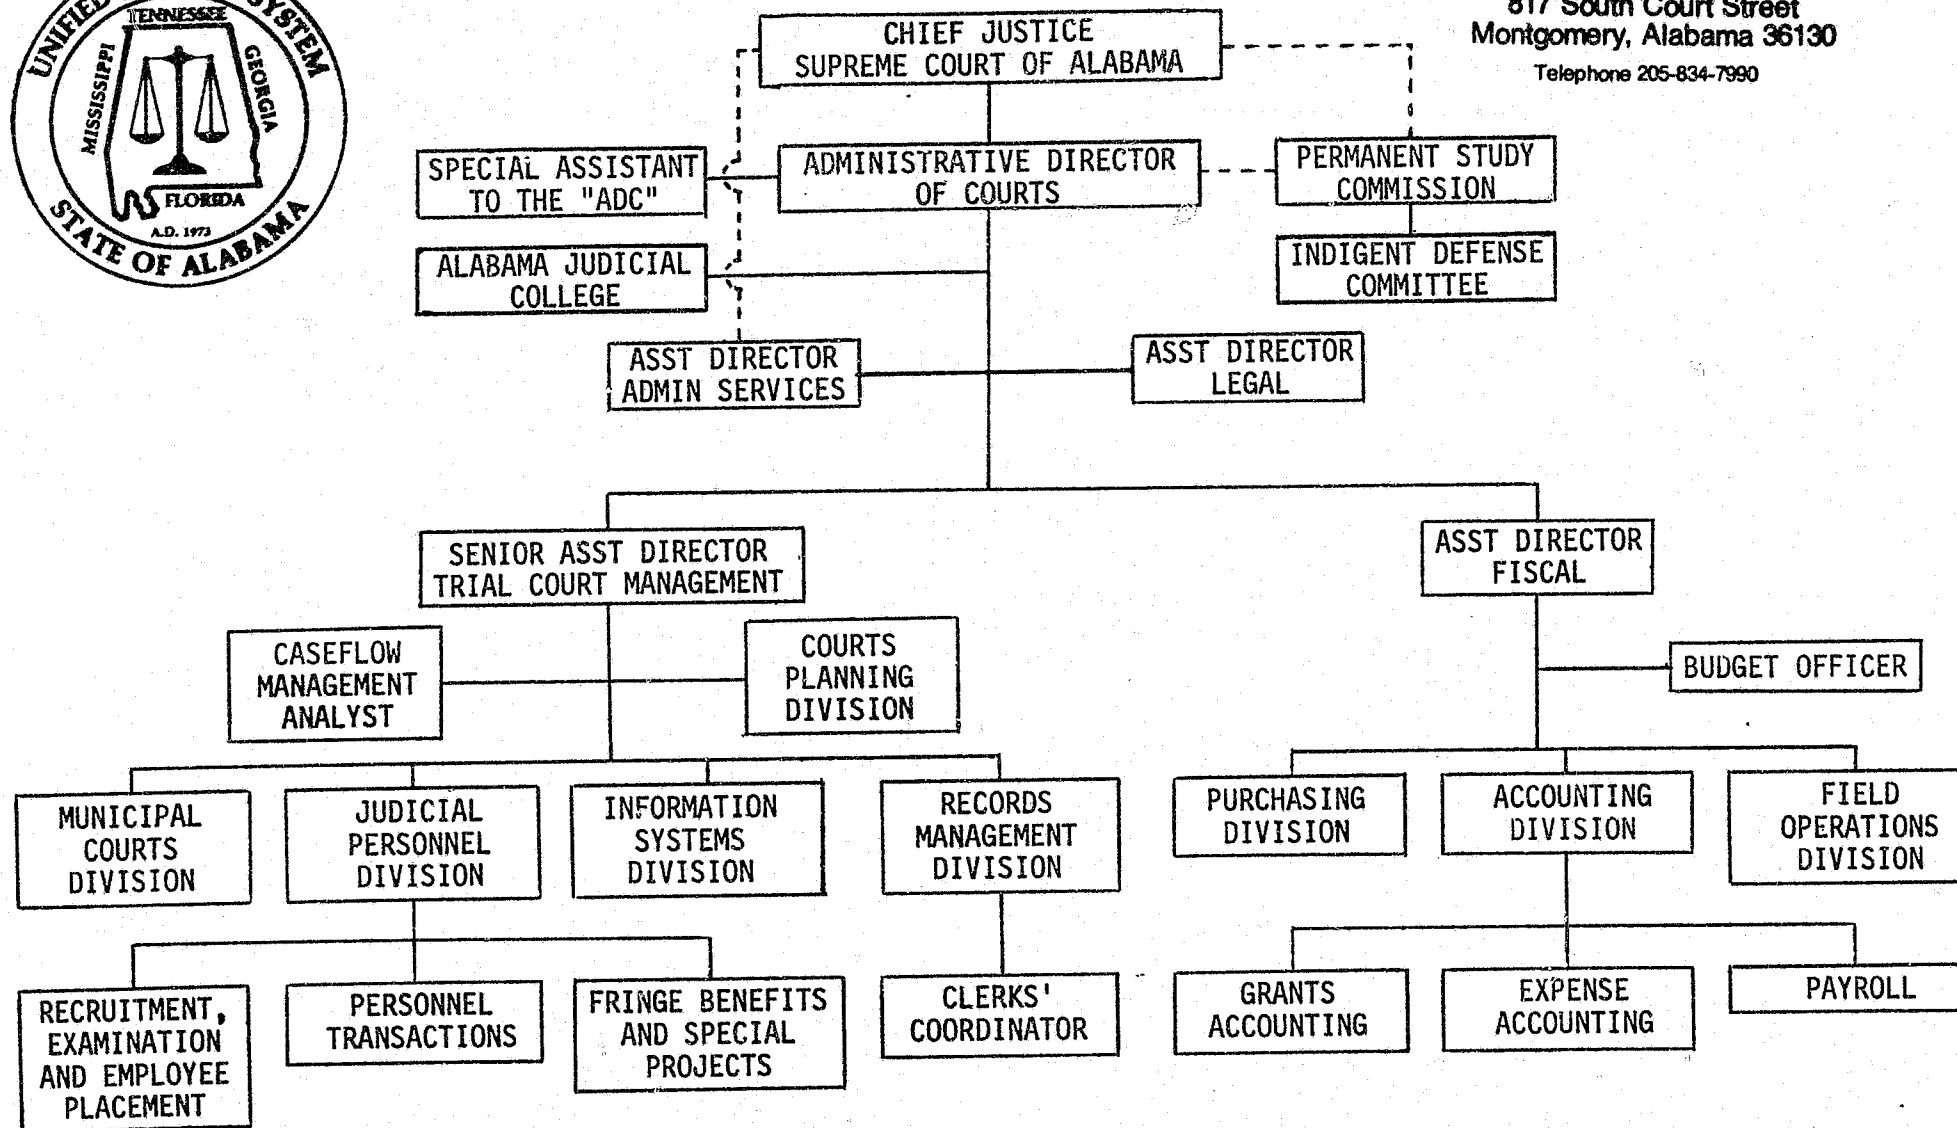 UNIFIED SYSTEM
TENNESSEE
MISSISSIPPI
GEORGIA
FLORIDA
A.D. 1973
STATE OF ALABAMA
817 South Court Street
Montgomery, Alabama 36130
Telephone 205-834-7990
CHIEF JUSTICE
SUPREME COURT OF ALABAMA
SPECIAL ASSISTANT
TO THE "ADC"
ADMINISTRATIVE DIRECTOR
OF COURTS
PERMANENT STUDY
COMMISSION
ALABAMA JUDICIAL
COLLEGE
INDIGENT DEFENSE
COMMITTEE
ASST DIRECTOR
ADMIN SERVICES
ASST DIRECTOR
LEGAL
SENIOR ASST DIRECTOR
TRIAL COURT MANAGEMENT
ASST DIRECTOR
FISCAL
CASEFLOW
MANAGEMENT
ANALYST
COURTS
PLANNING
DIVISION
BUDGET OFFICER
MUNICIPAL
COURTS
DIVISION
JUDICIAL
PERSONNEL
DIVISION
INFORMATION
SYSTEMS
DIVISION
RECORDS
MANAGEMENT
DIVISION
PURCHASING
DIVISION
ACCOUNTING
DIVISION
FIELD
OPERATIONS
DIVISION
RECRUITMENT,
EXAMINATION
AND EMPLOYEE
PLACEMENT
PERSONNEL
TRANSACTIONS
FRINGE BENEFITS
AND SPECIAL
PROJECTS
CLERKS'
COORDINATOR
GRANTS
ACCOUNTING
EXPENSE
ACCOUNTING
PAYROLL